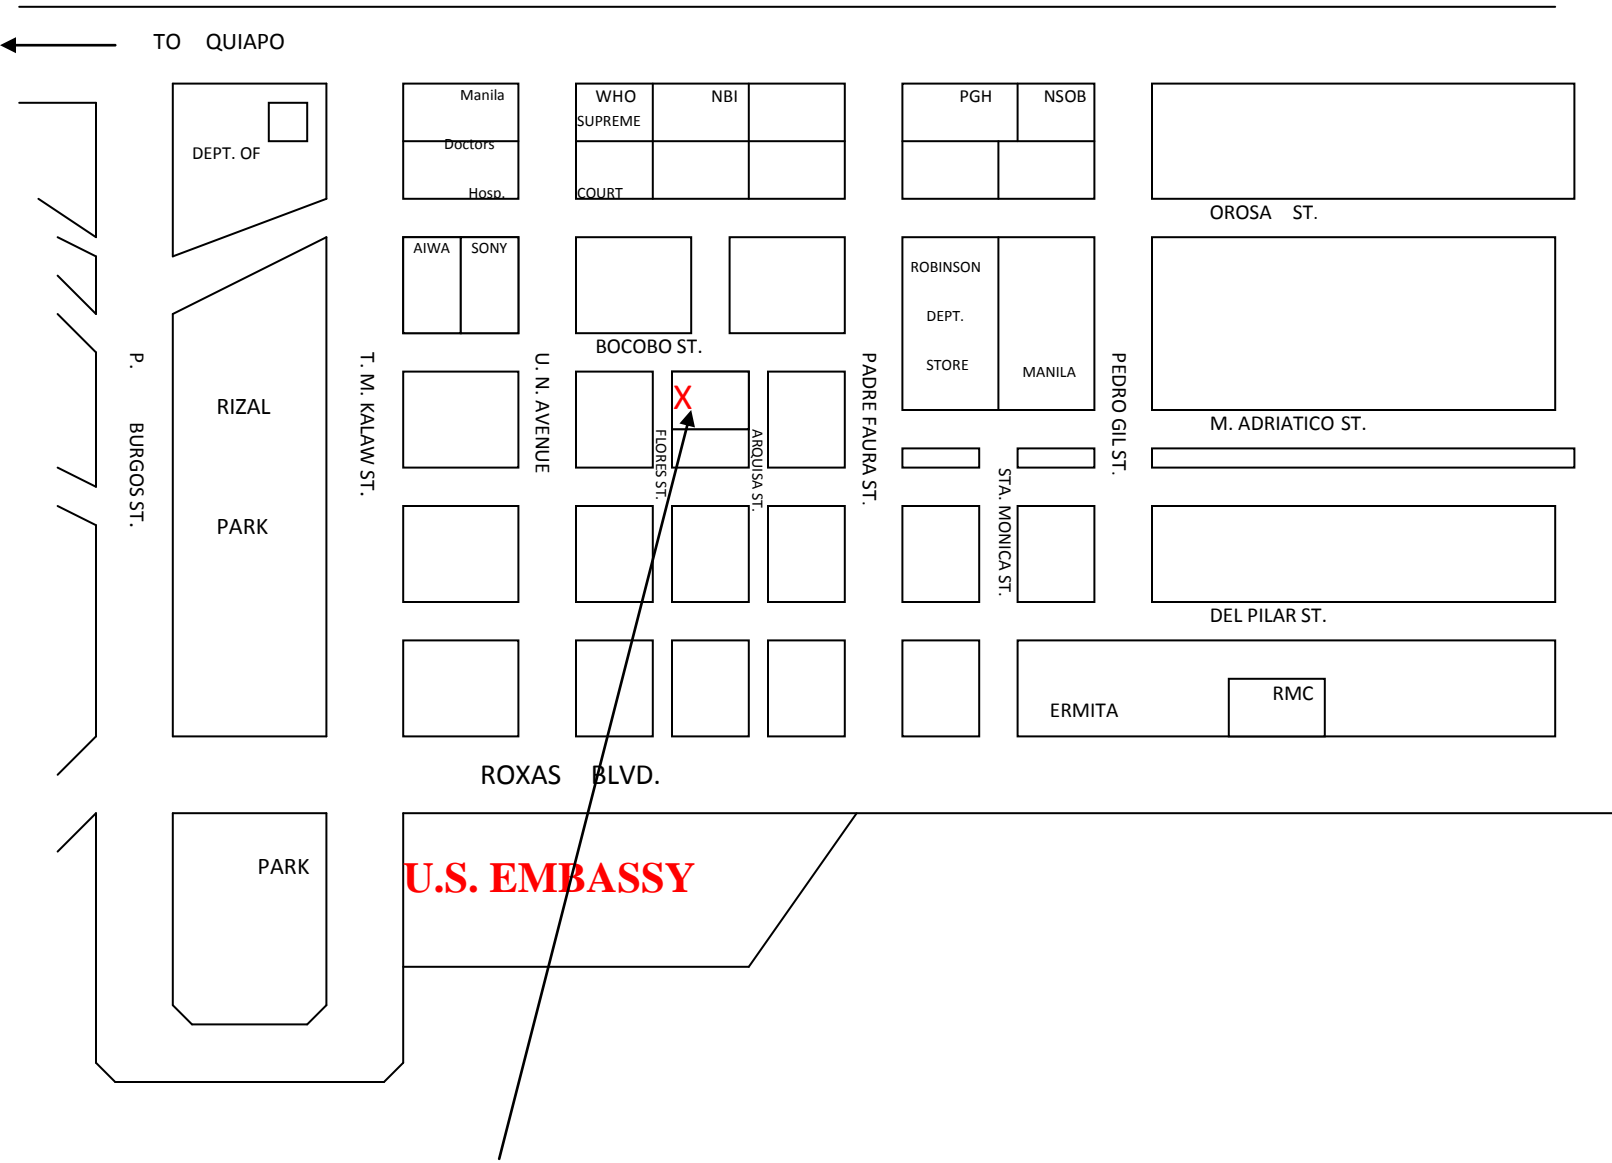 TO QUIAPO
Manila
Doctors
Hosp.
WHO
SUPREME
COURT
NBI
PGH
NSOB
DEPT. OF
OROSA ST.
AIWA
SONY
ROBINSON
DEPT.
STORE
MANILA
BOCOBO ST.
P. BURGOS ST.
RIZAL
PARK
T. M. KALAW ST.
U. N. AVENUE
X
FLORES ST.
ARQUISA ST.
PADRE FAURA ST.
STA. MONICA ST.
PEDRO GIL ST.
M. ADRIATICO ST.
DEL PILAR ST.
ERMITA
RMC
ROXAS BLVD.
PARK
U.S. EMBASSY